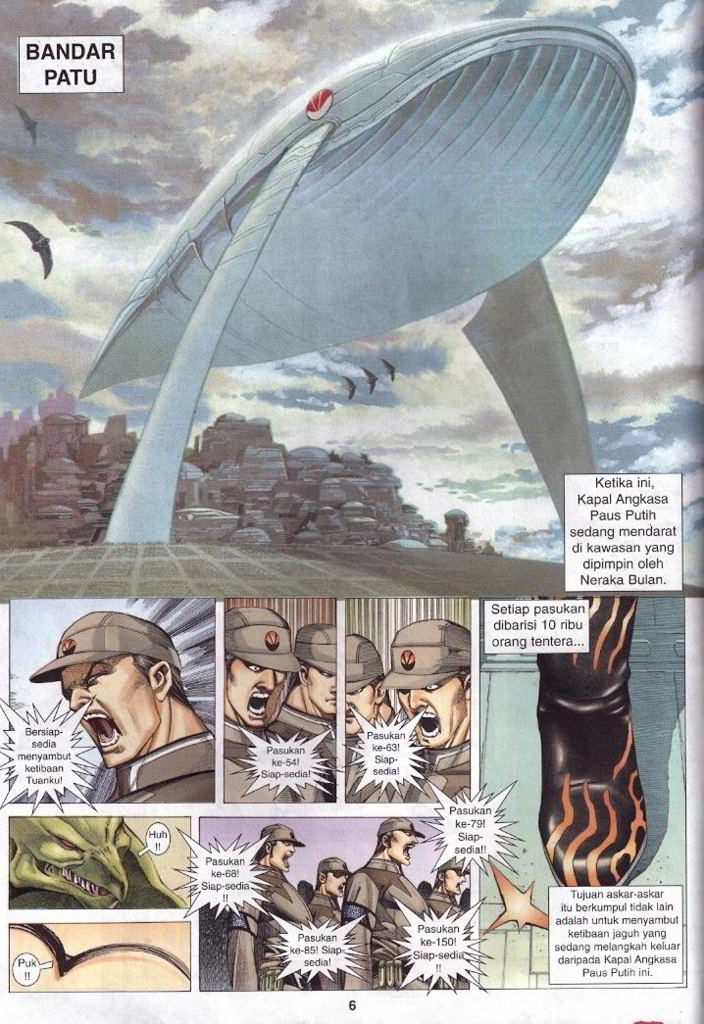 BANDAR
PATU
Ketika ini,
Kapal Angkasa
Paus Putih
sedang mendarat
di kawasan yang
dipimpin oleh
Neraka Bulan.
Bersiap-
sedia
menyambut
ketibaan
Tuanku!
Pasukan
ke-54!
Siap-sedia!
Pasukan
ke-63!
Siap-
sedia!
Setiap pasukan
dibarisi 10 ribu
orang tentera...
Huh
!!
Puk
!!
Pasukan
ke-68!
Siap-sedia
!!
Pasukan
ke-79!
Siap-
sedia!!
Pasukan
ke-85! Siap-
sedia!
Pasukan
ke-150!
Siap-sedia
!!
Tujuan askar-askar
itu berkumpul tidak lain
adalah untuk menyambut
ketibaan jaguh yang
sedang melangkah keluar
daripada Kapal Angkasa
Paus Putih ini.
6